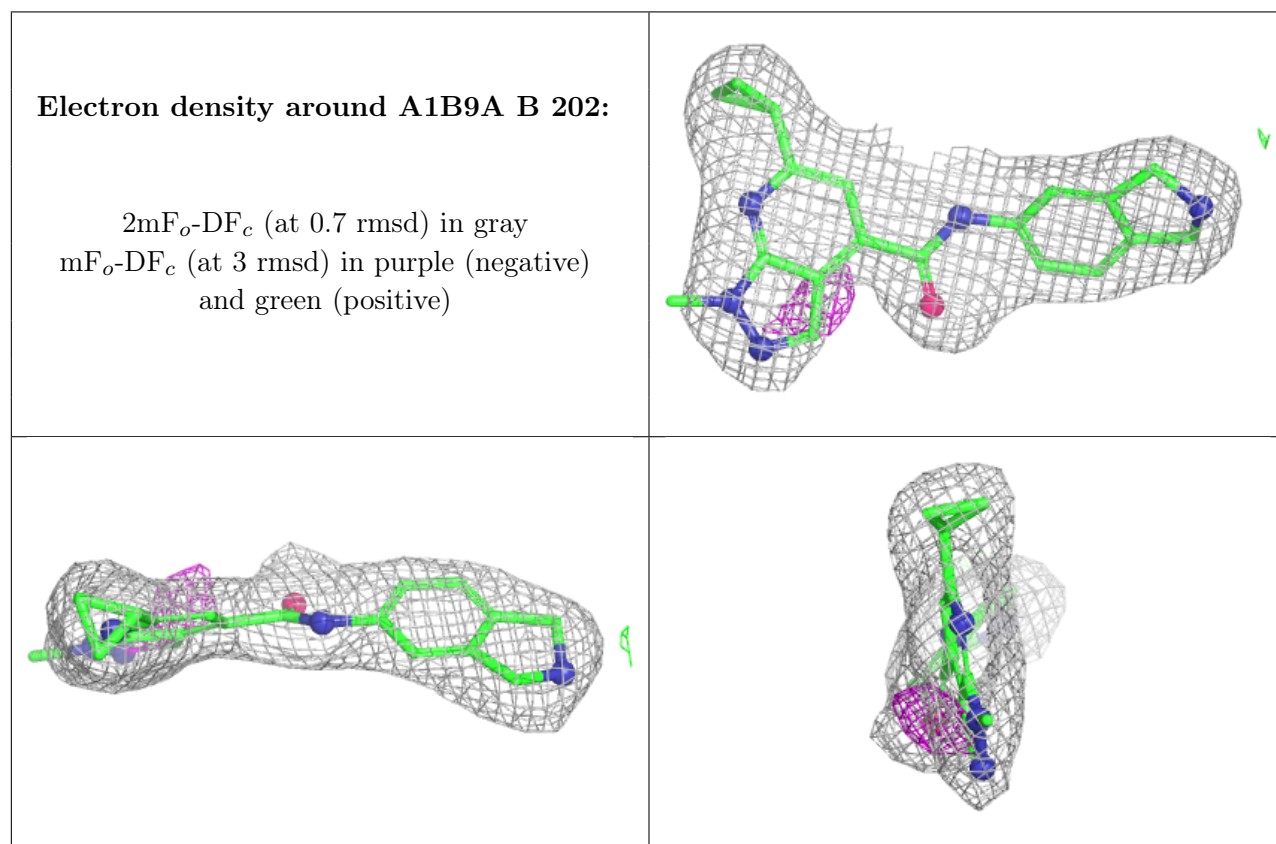 Electron density around A1B9A B 202:
2mFo-DFc (at 0.7 rmsd) in gray
mFo-DFc (at 3 rmsd) in purple (negative)
and green (positive)